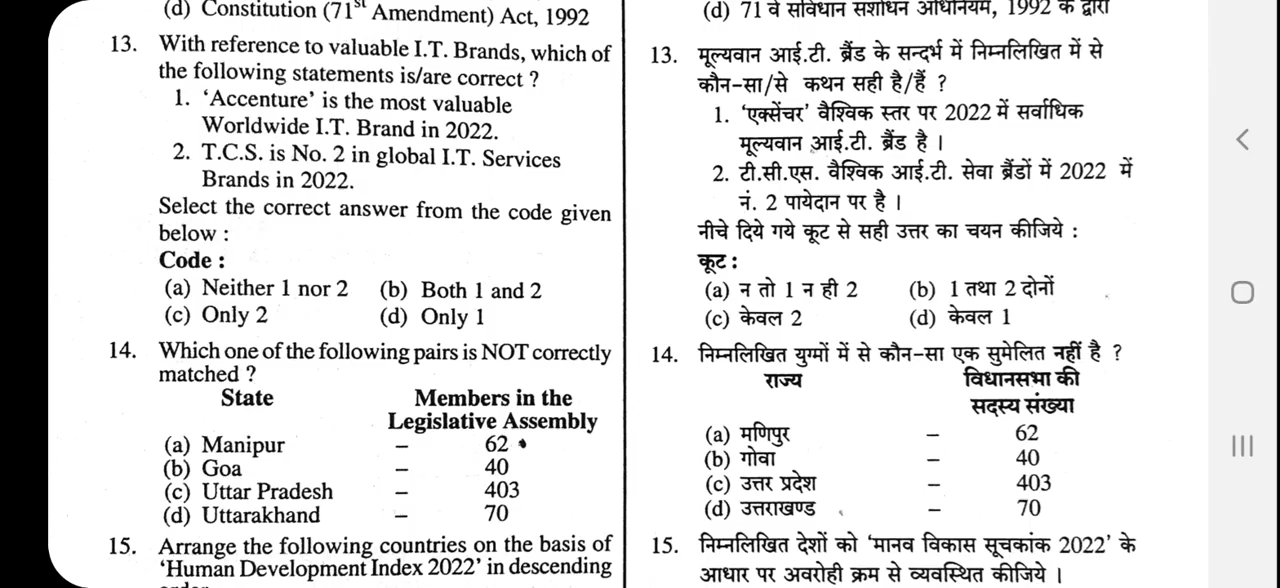 (d) Constitution (71st Amendment) Act, 1992
13. With reference to valuable I.T. Brands, which of
the following statements is/are correct ?
1. ‘Accenture’ is the most valuable
Worldwide I.T. Brand in 2022.
2. T.C.S. is No. 2 in global I.T. Services
Brands in 2022.
Select the correct answer from the code given
below :
Code :
(a) Neither 1 nor 2 (b) Both 1 and 2
(c) Only 2 (d) Only 1
14. Which one of the following pairs is NOT correctly
matched ?
State Members in the
Legislative Assembly
(a) Manipur – 62
(b) Goa – 40
(c) Uttar Pradesh – 403
(d) Uttarakhand – 70
15. Arrange the following countries on the basis of
‘Human Development Index 2022’ in descending
(d) 71 वें संविधान संशोधन अधिनियम, 1992 के द्वारा
13. मूल्यवान आई.टी. ब्रैंड के सन्दर्भ में निम्नलिखित में से
कौन-सा/से कथन सही है/हैं ?
1. ‘एक्सेंचर’ वैश्विक स्तर पर 2022 में सर्वाधिक
मूल्यवान आई.टी. ब्रैंड है ।
2. टी.सी.एस. वैश्विक आई.टी. सेवा ब्रैंडों में 2022 में
नं. 2 पायेदान पर है ।
नीचे दिये गये कूट से सही उत्तर का चयन कीजिये :
कूट :
(a) न तो 1 न ही 2 (b) 1 तथा 2 दोनों
(c) केवल 2 (d) केवल 1
14. निम्नलिखित युग्मों में से कौन-सा एक सुमेलित नहीं है ?
राज्य विधानसभा की
सदस्य संख्या
(a) मणिपुर – 62
(b) गोवा – 40
(c) उत्तर प्रदेश – 403
(d) उत्तराखण्ड – 70
15. निम्नलिखित देशों को ‘मानव विकास सूचकांक 2022’ के
आधार पर अवरोही क्रम से व्यवस्थित कीजिये ।